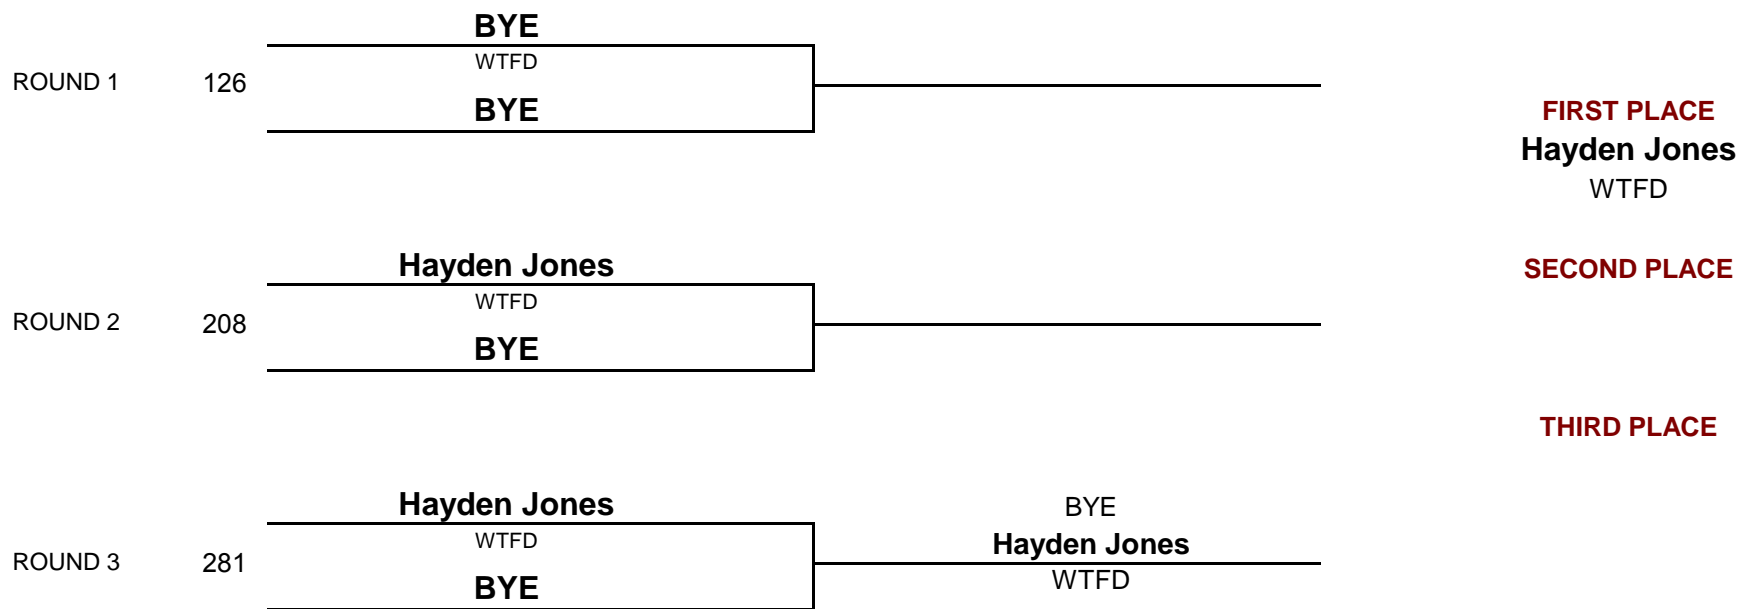 BYE
WTFD
ROUND 1 126
BYE
FIRST PLACE
Hayden Jones
WTFD
Hayden Jones
SECOND PLACE
WTFD
ROUND 2 208
BYE
THIRD PLACE
Hayden Jones
BYE
WTFD
Hayden Jones
ROUND 3 281
WTFD
BYE